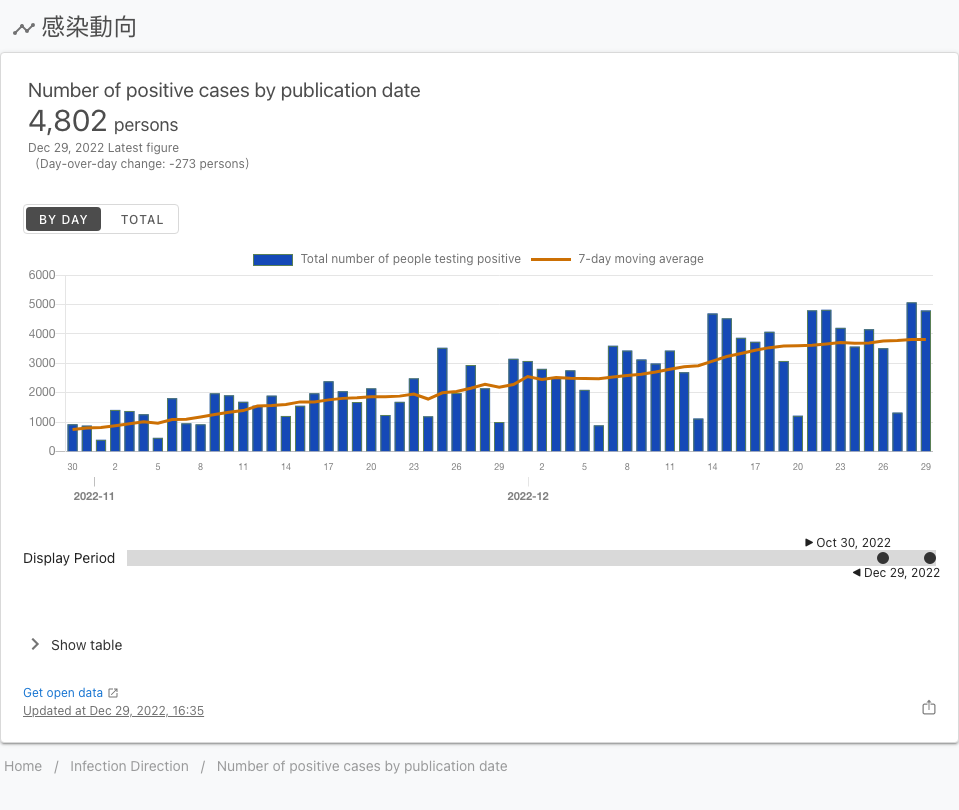 感染動向
Number of positive cases by publication date
4,802 persons
Dec 29, 2022 Latest figure
(Day-over-day change: -273 persons)
BY DAY TOTAL
Total number of people testing positive 7-day moving average
6000
5000
4000
3000
2000
1000
0
30 2 5 8 11 14 17 20 23 26 29 2 5 8 11 14 17 20 23 26 29
2022-11 2022-12
▶ Oct 30, 2022
Display Period
◀ Dec 29, 2022
Show table
Get open data
Updated at Dec 29, 2022, 16:35
Home / Infection Direction / Number of positive cases by publication date